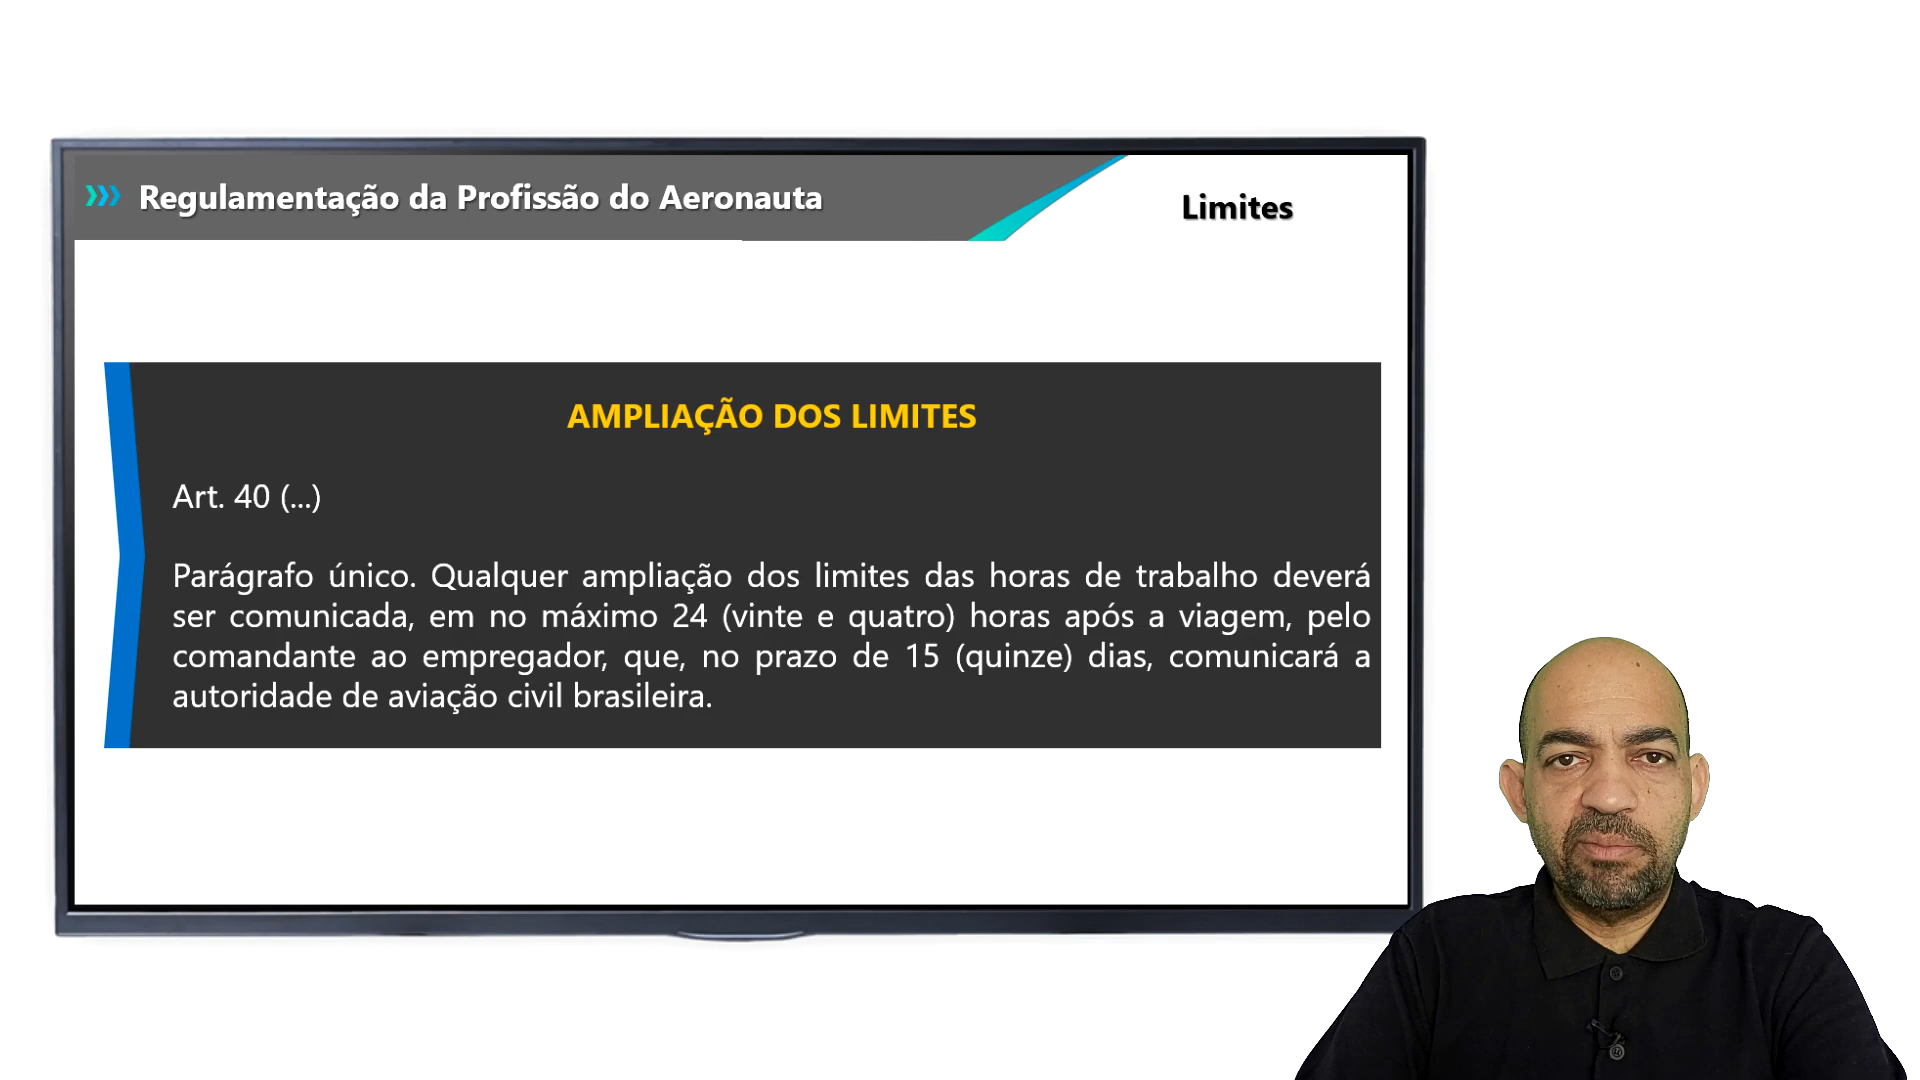 Regulamentação da Profissão do Aeronauta
Limites
AMPLIAÇÃO DOS LIMITES
Art. 40 (...)
Parágrafo único. Qualquer ampliação dos limites das horas de trabalho deverá
ser comunicada, em no máximo 24 (vinte e quatro) horas após a viagem, pelo
comandante ao empregador, que, no prazo de 15 (quinze) dias, comunicará a
autoridade de aviação civil brasileira.